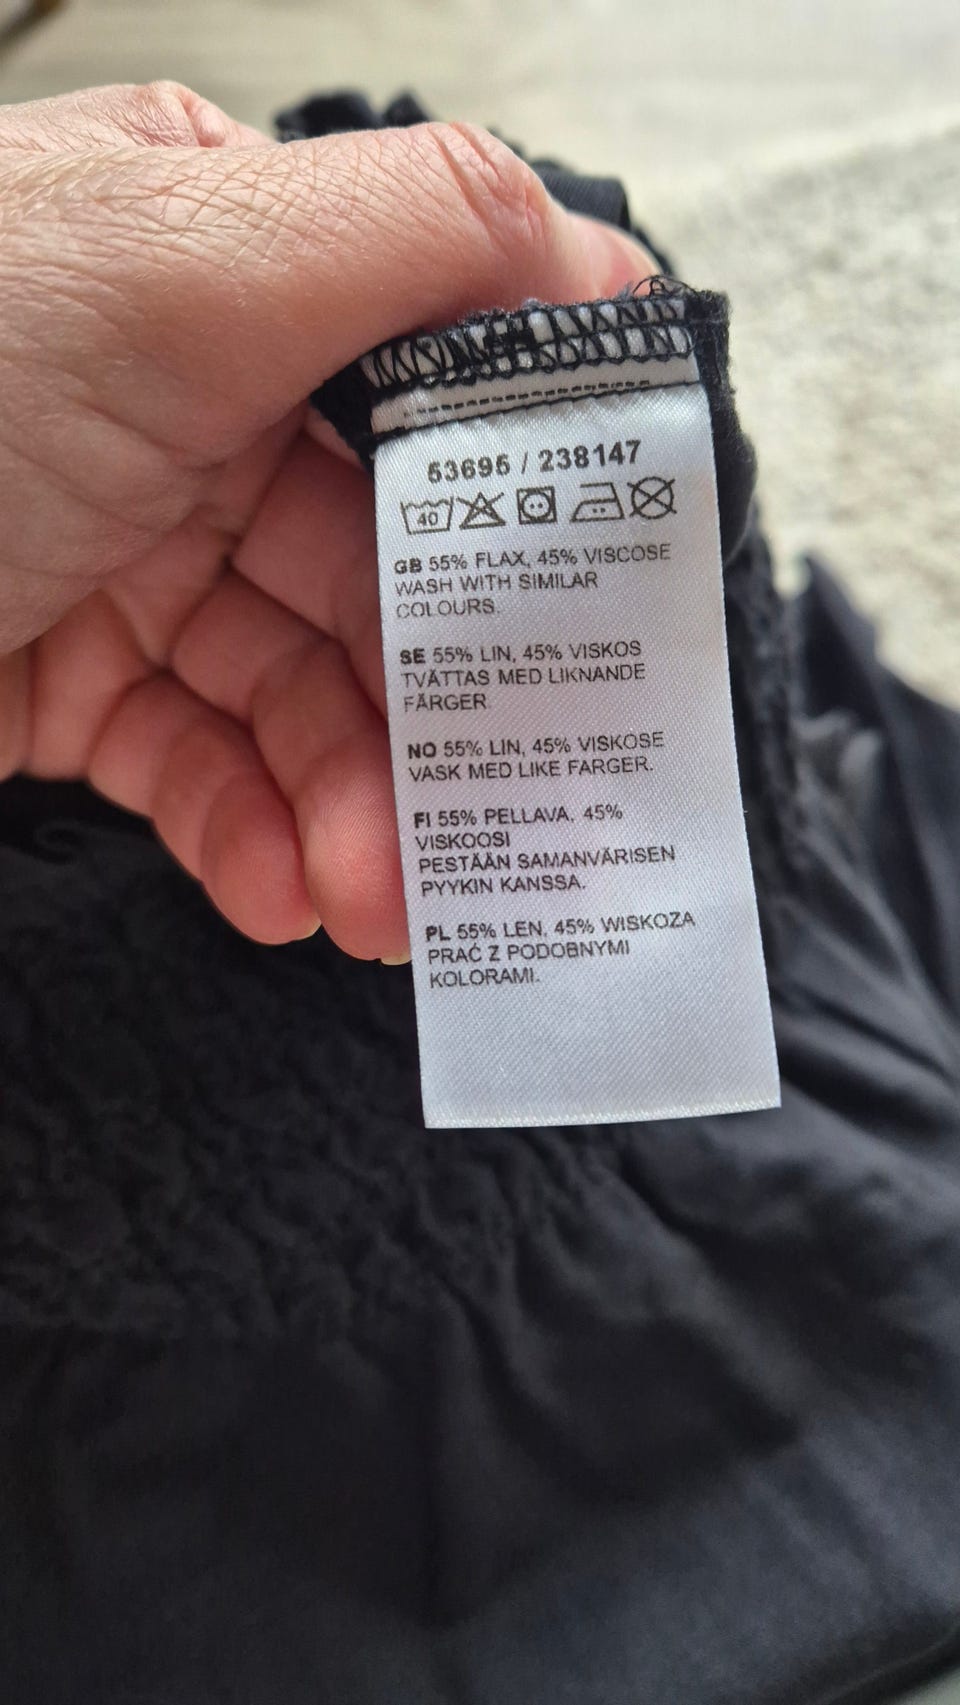 53695 / 238147
40
GB 55% FLAX, 45% VISCOSE
WASH WITH SIMILAR
COLOURS.
SE 55% LIN, 45% VISKOS
TVÄTTAS MED LIKNANDE
FÄRGER.
NO 55% LIN, 45% VISKOSE
VASK MED LIKE FARGER.
FI 55% PELLAVA, 45%
VISKOOSI
PESTÄÄN SAMANVÄRISEN
PYYKIN KANSSA.
PL 55% LEN, 45% WISKOZA
PRAĆ Z PODOBNYMI
KOLORAMI.